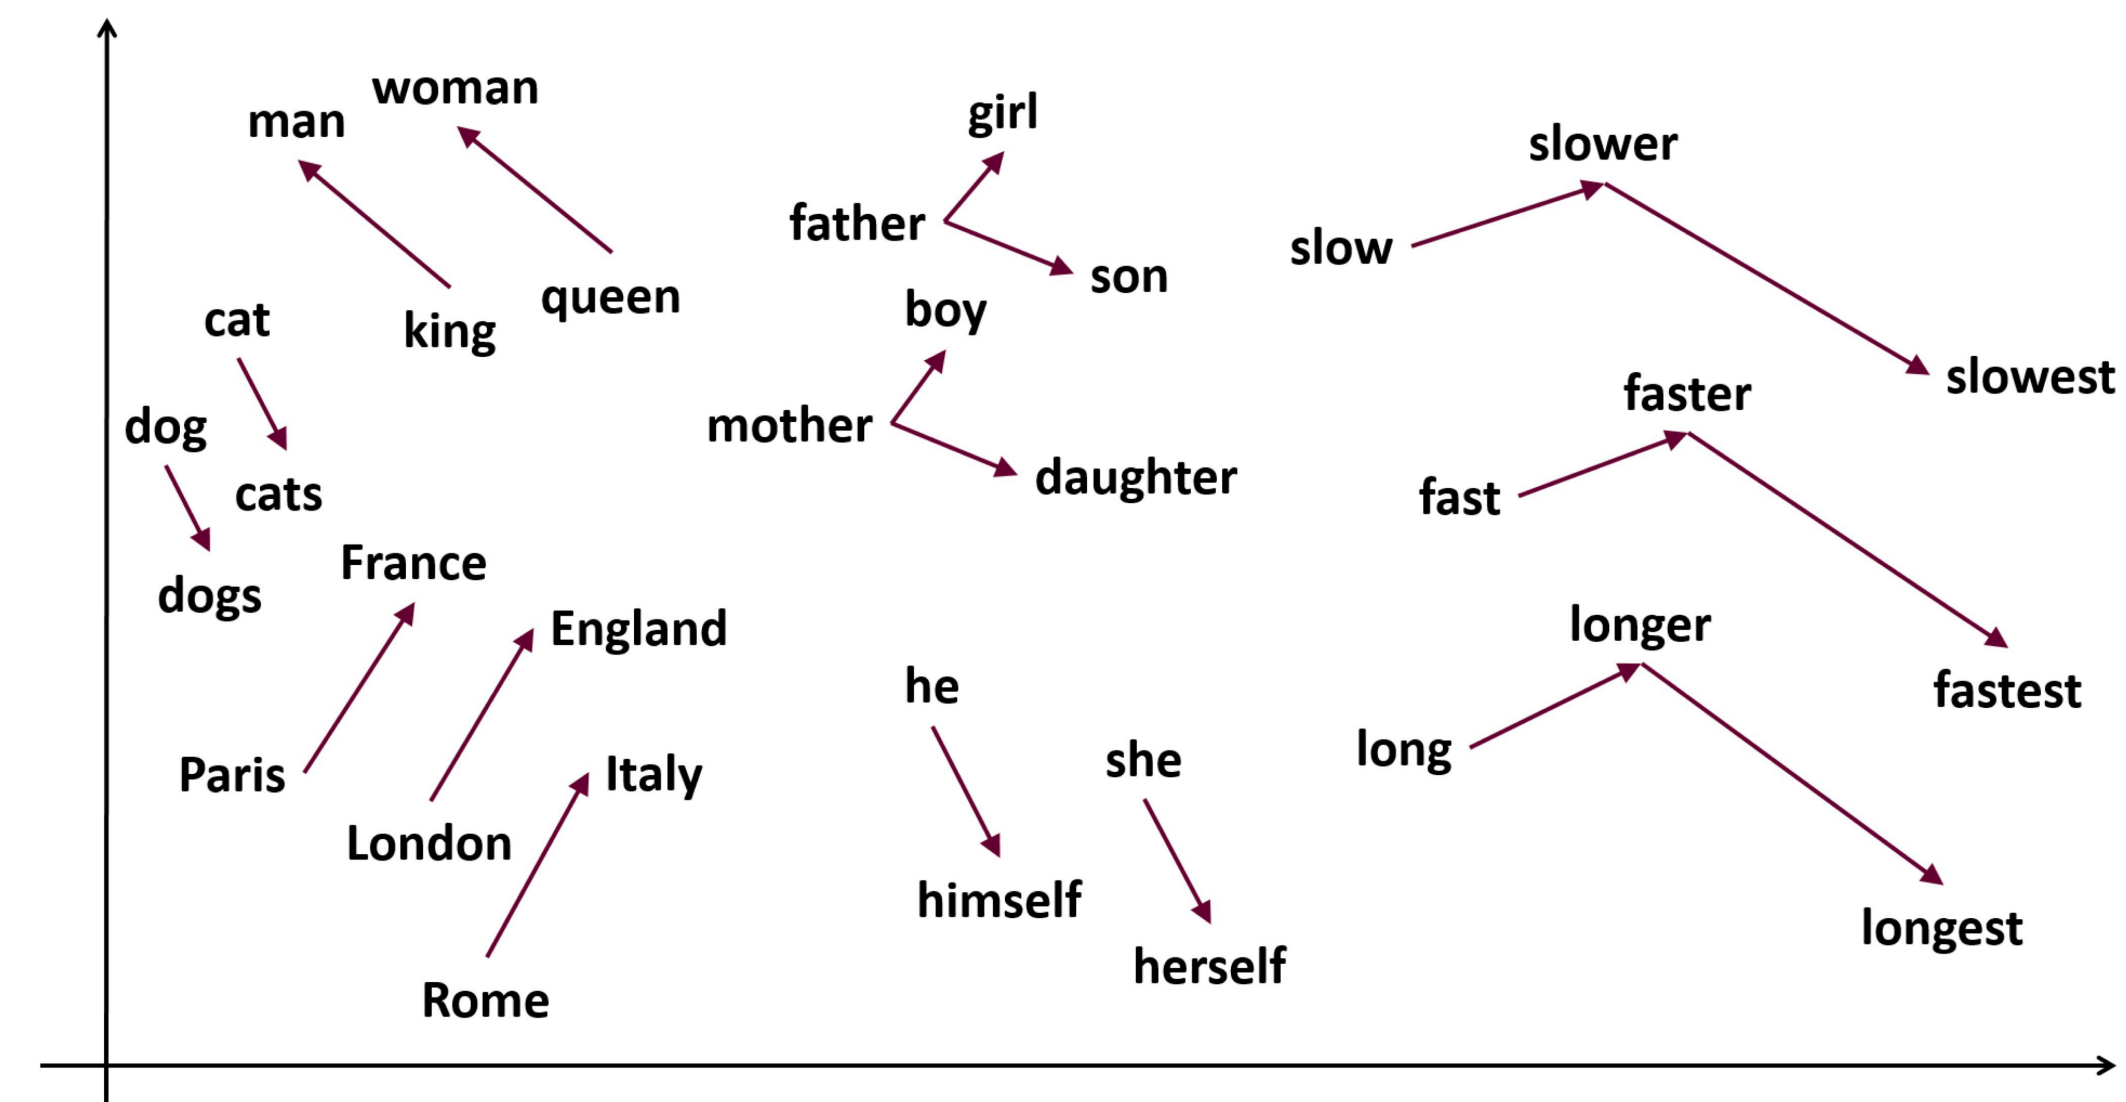 woman
man
king
queen
cat
cats
dog
dogs
France
England
Italy
Paris
London
Rome
girl
father
son
boy
mother
daughter
he
himself
she
herself
slower
slow
slowest
faster
fast
fastest
longer
long
longest